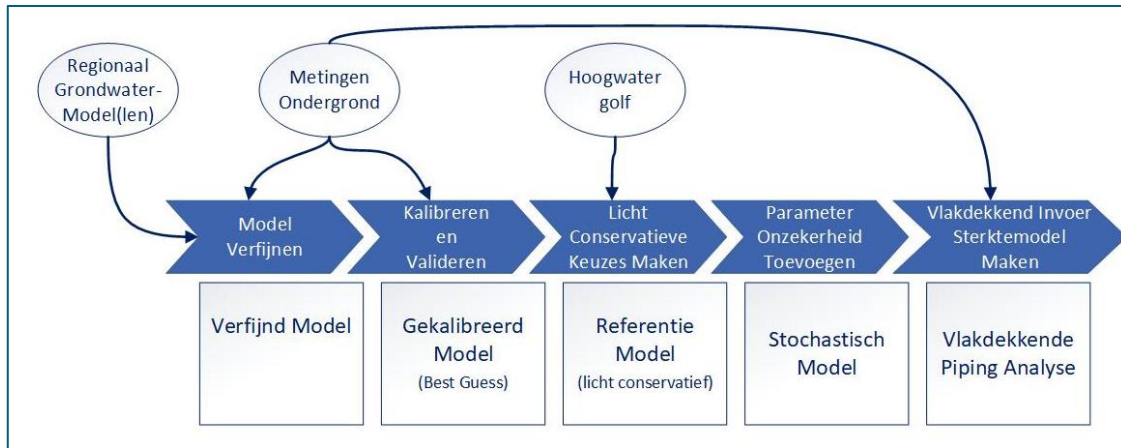 Regionaal
Grondwater-
Model(len)
Metingen
Ondergrond
Hoogwater
golf
Model
Verfijnen
Kalibreren
en
Valideren
Licht
Conservatieve
Keuzes Maken
Parameter
Onzekerheid
Toevoegen
Vlakdekkend Invoer
Sterktemodel
Maken
Verfijnd Model
Gekalibreerd
Model
(Best Guess)
Referentie
Model
(licht conservatief)
Stochastisch
Model
Vlakdekkende
Piping Analyse